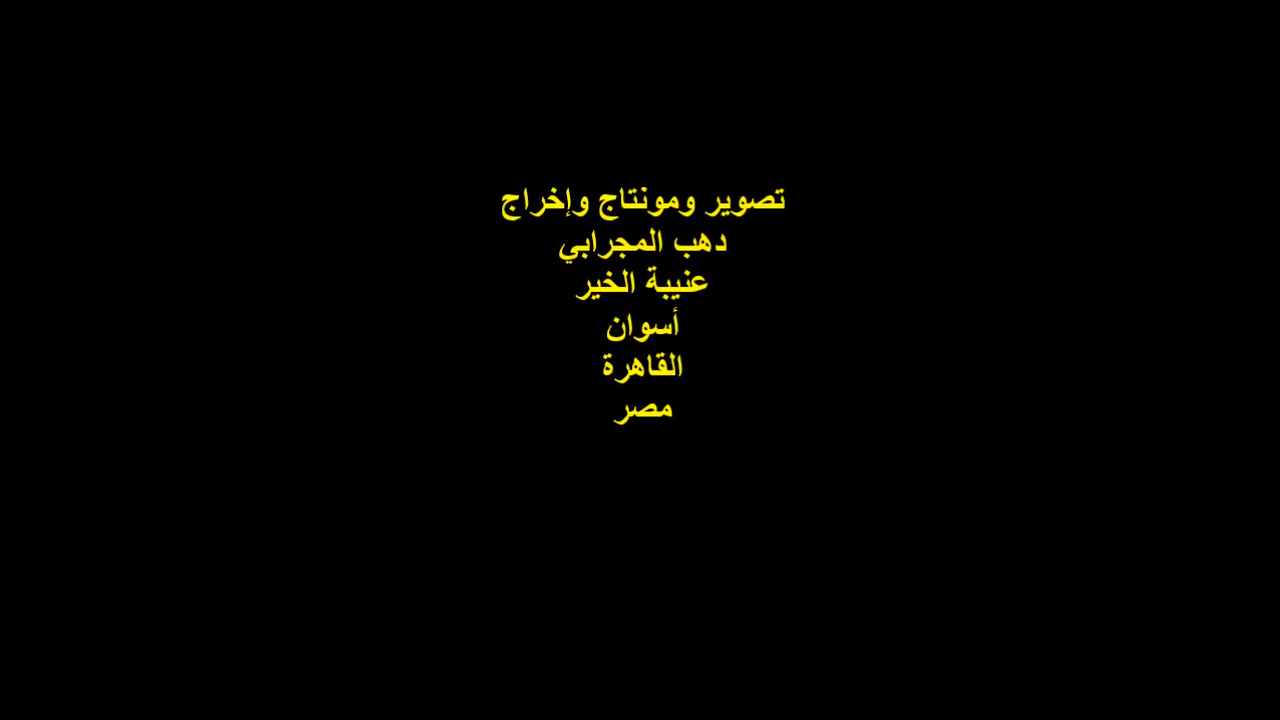 تصوير ومونتاج وإخراج
دهب المجرابي
عنيبة الخير
أسوان
القاهرة
مصر